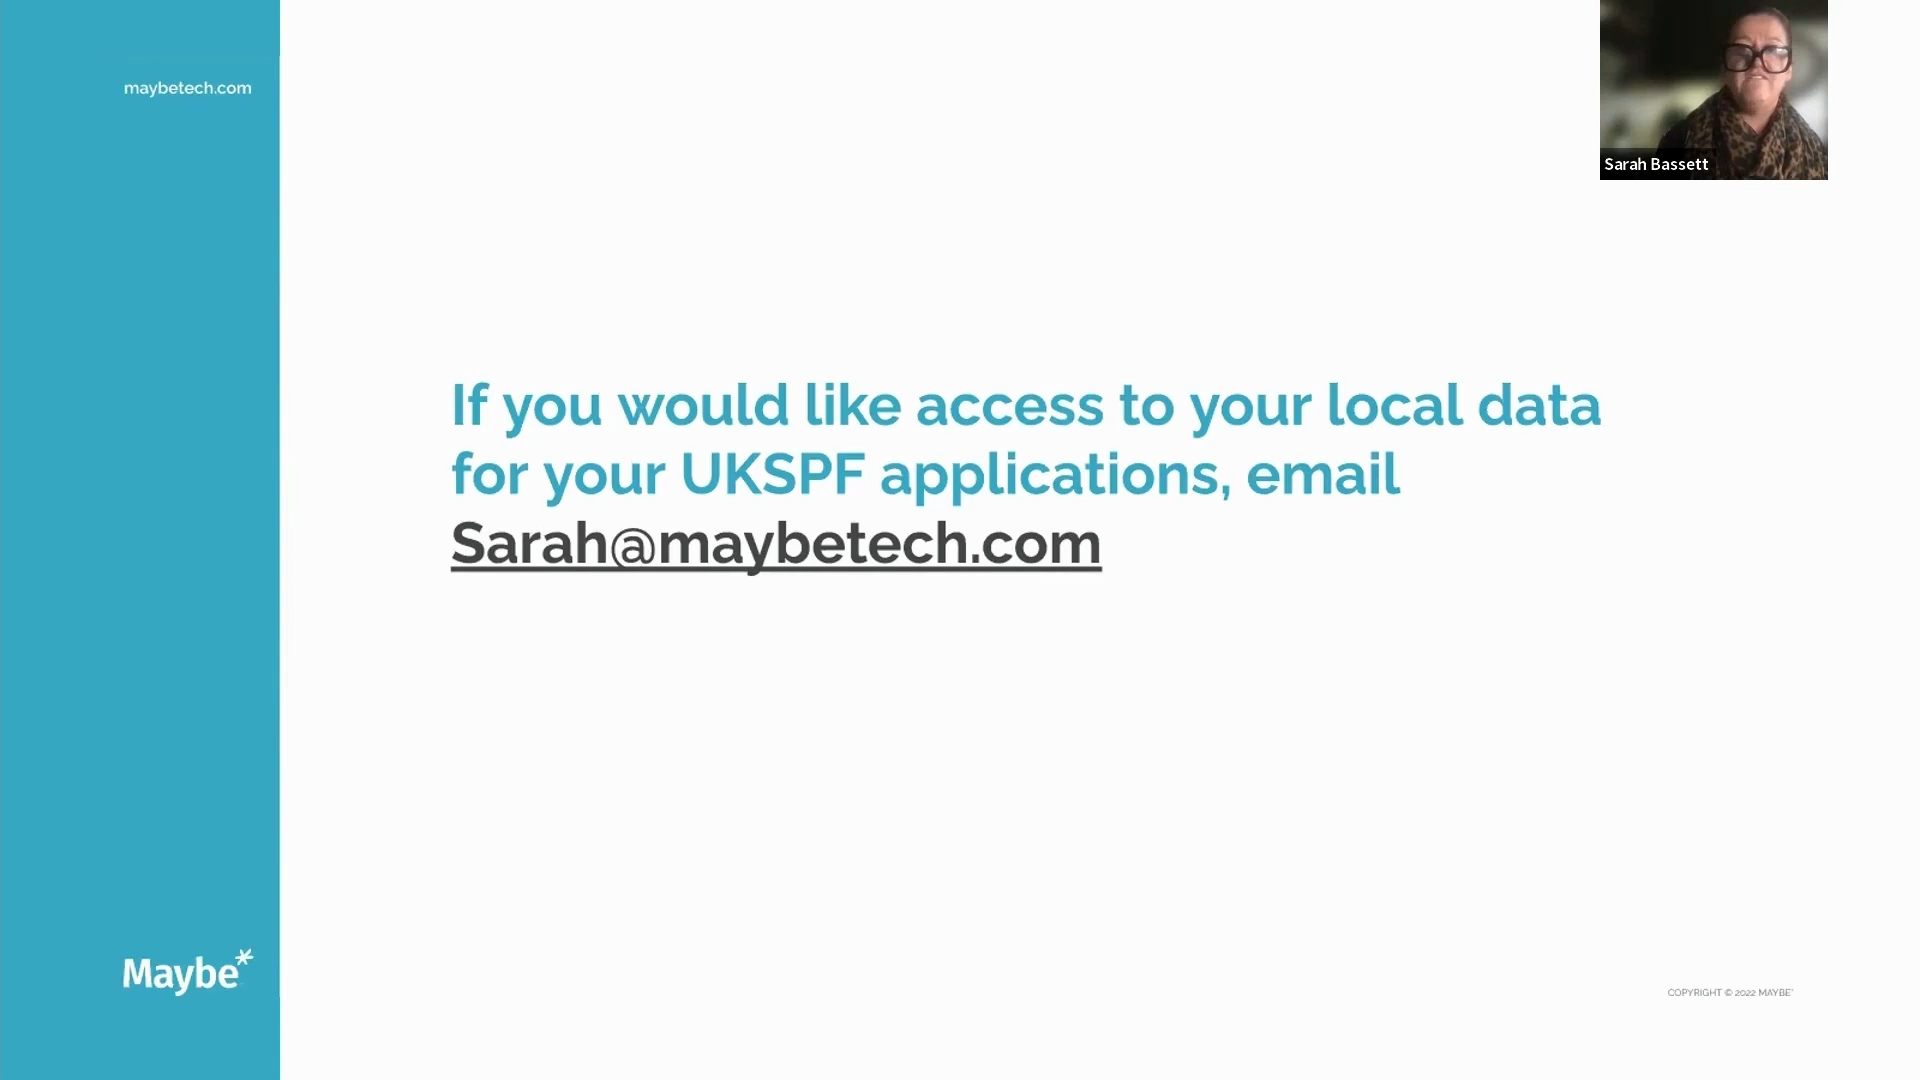 maybetech.com
Sarah Bassett
If you would like access to your local data
for your UKSPF applications, email
Sarah@maybetech.com
Maybe*
COPYRIGHT © 2022 MAYBE*